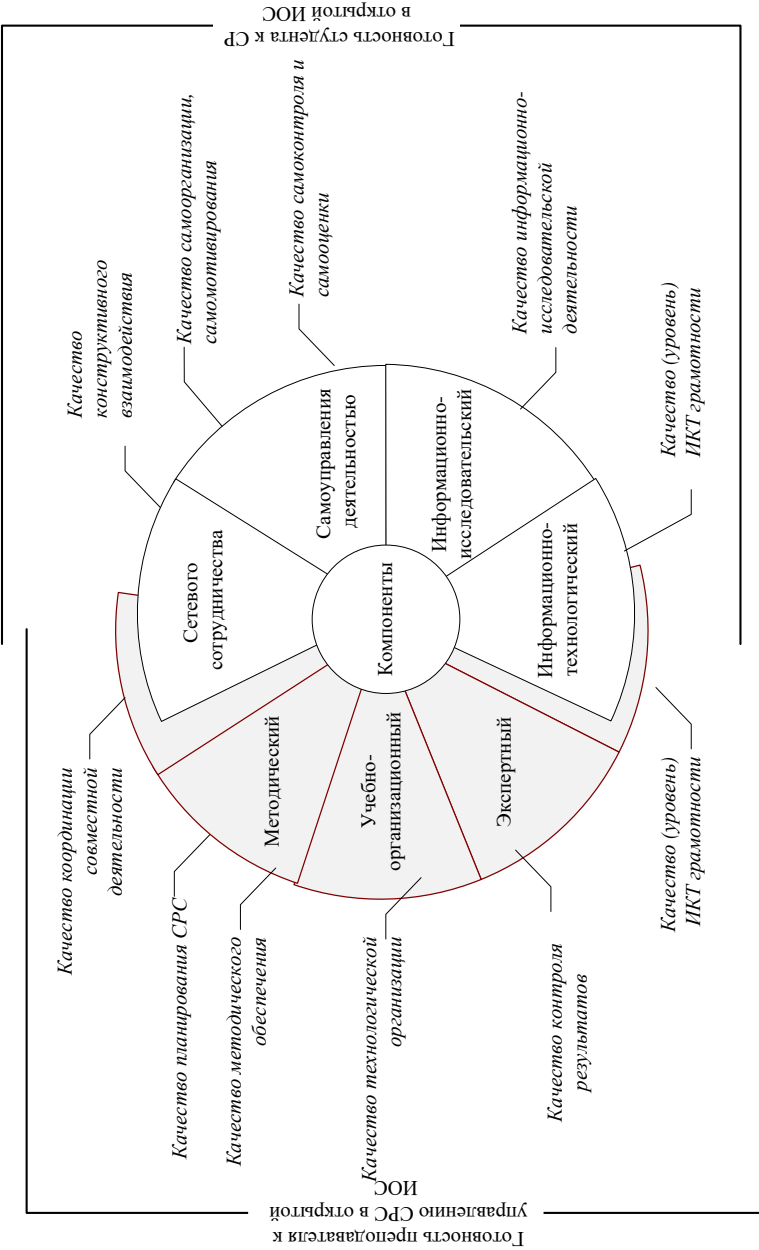 Готовность преподавателя к
управлению СРС в открытой
ИОС
Готовность студента к СР
в открытой ИОС
Качество координации
совместной
деятельности
Качество планирования СРС
Качество методического
обеспечения
Качество технологической
организации
Качество контроля
результатов
Качество (уровень)
ИКТ грамотности
Качество
конструктивного
взаимодействия
Качество самоорганизации,
самомотивирования
Качество самоконтроля и
самооценки
Качество информационно-
исследовательской
деятельности
Качество (уровень)
ИКТ грамотности
Компоненты
Сетевого
сотрудничества
Самоуправления
деятельностью
Информационно-
исследовательский
Информационно-
технологический
Методический
Учебно-
организационный
Экспертный